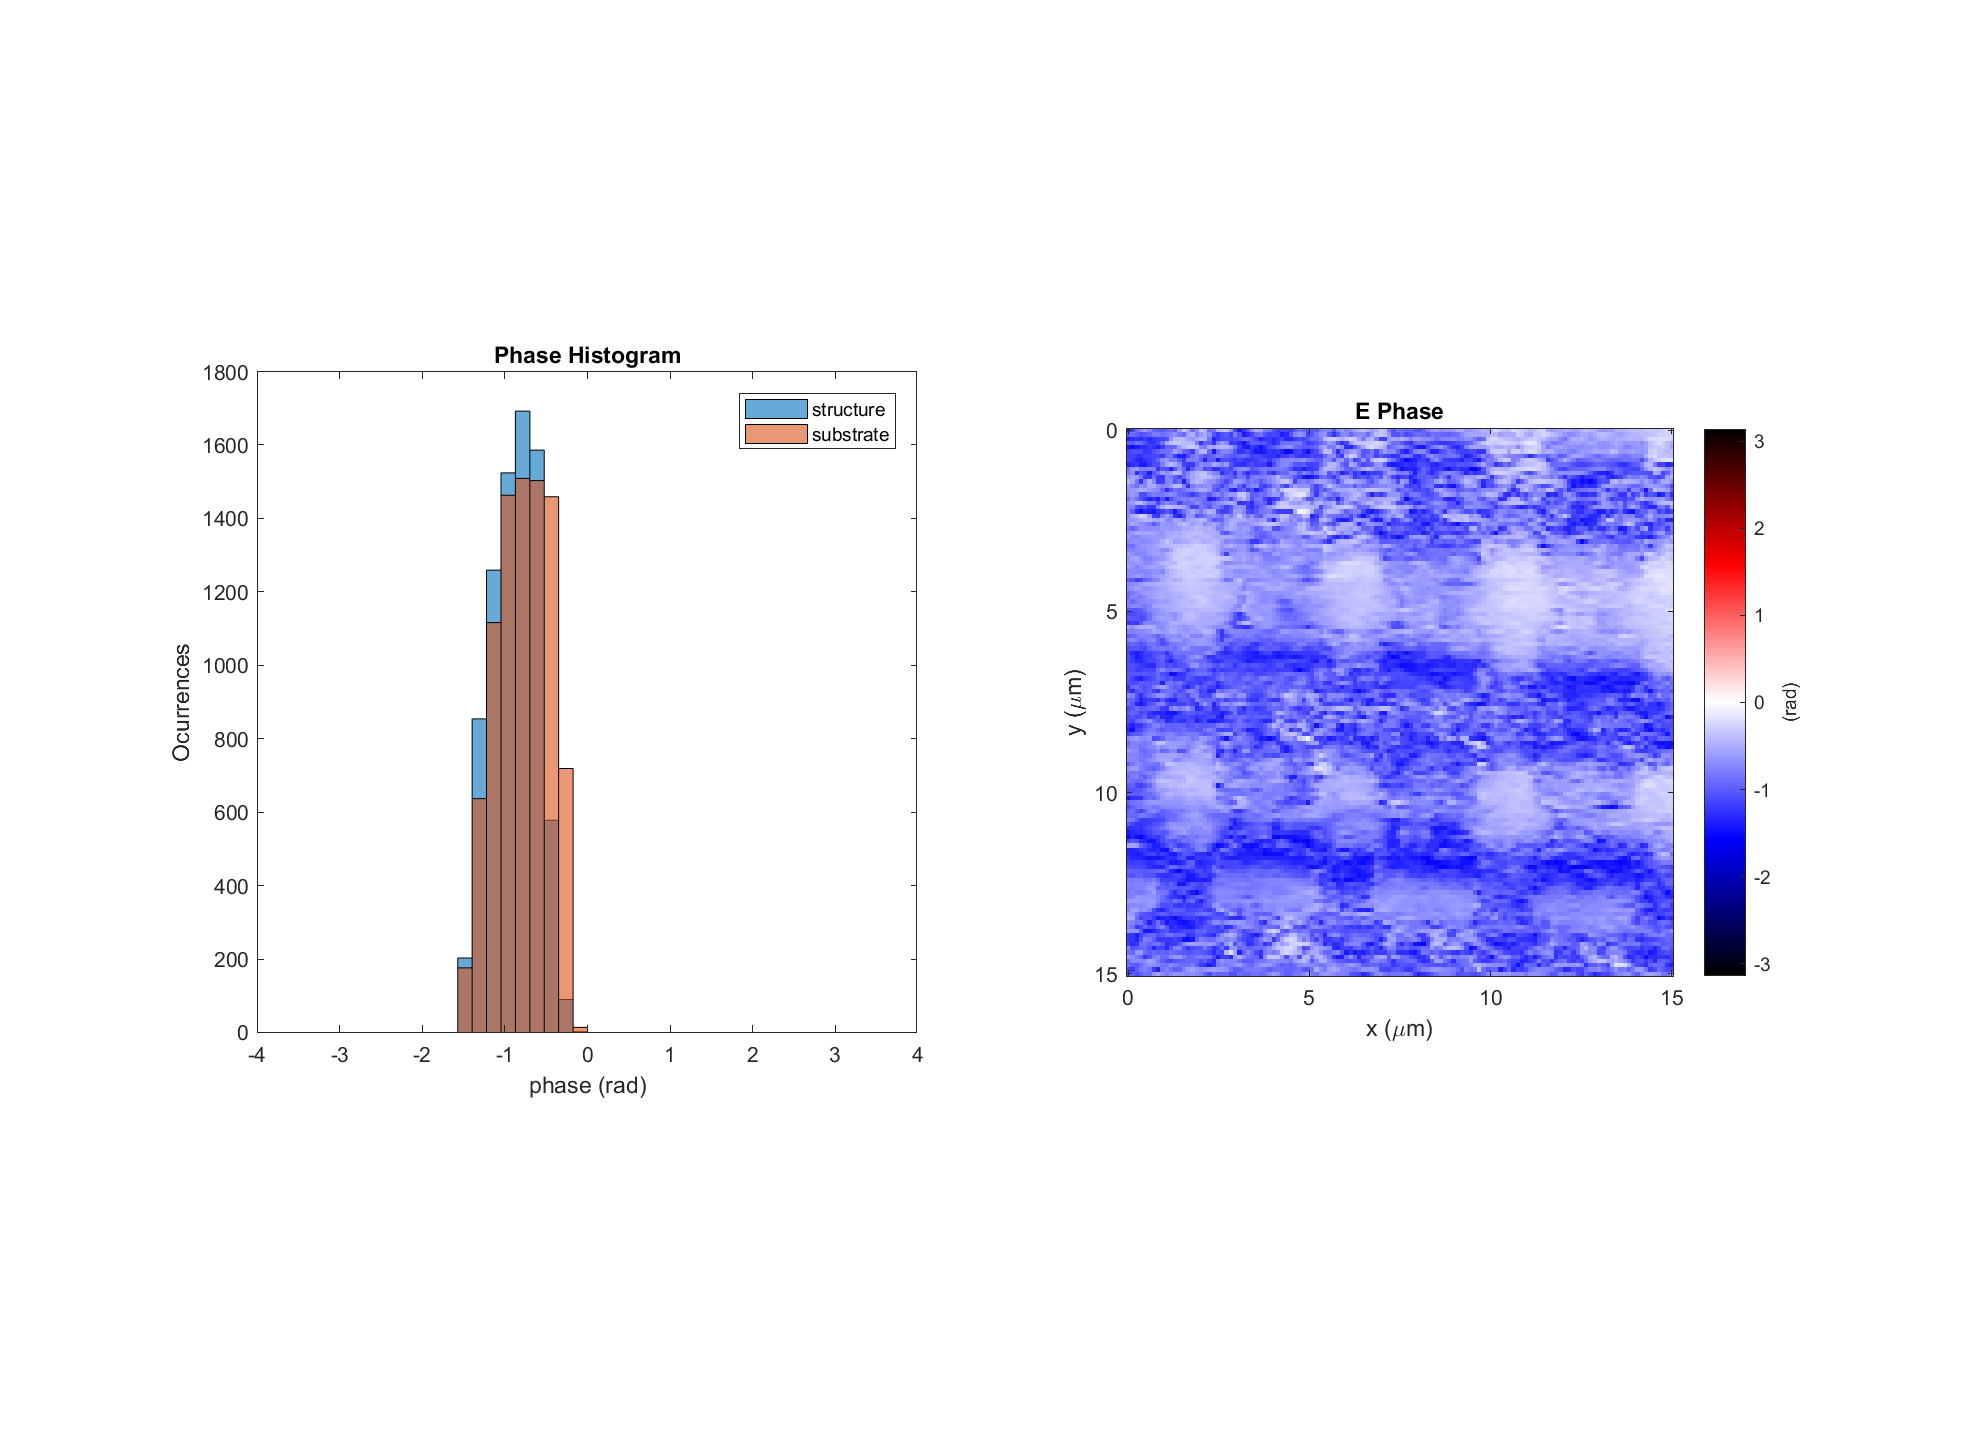 Phase Histogram
1800
1600
1400
1200
1000
800
600
400
200
0
Ocurrences
structure
substrate
-4 -3 -2 -1 0 1 2 3 4
phase (rad)
E Phase
0
5
10
15
y (μm)
0 5 10 15
x (μm)
3
2
1
0
-1
-2
-3
(rad)